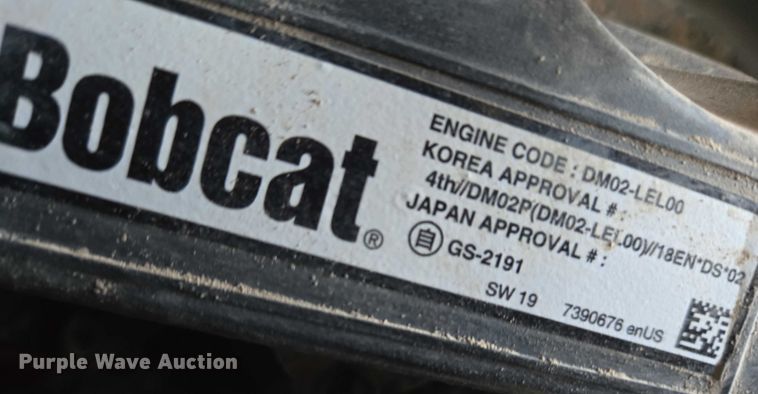 Bobcat®
ENGINE CODE : DM02-LEL00
KOREA APPROVAL # :
4th//DM02P(DM02-LEL00)//18EN*DS*02
JAPAN APPROVAL # :
自 GS-2191
SW 19 7390676 enUS
Purple Wave Auction